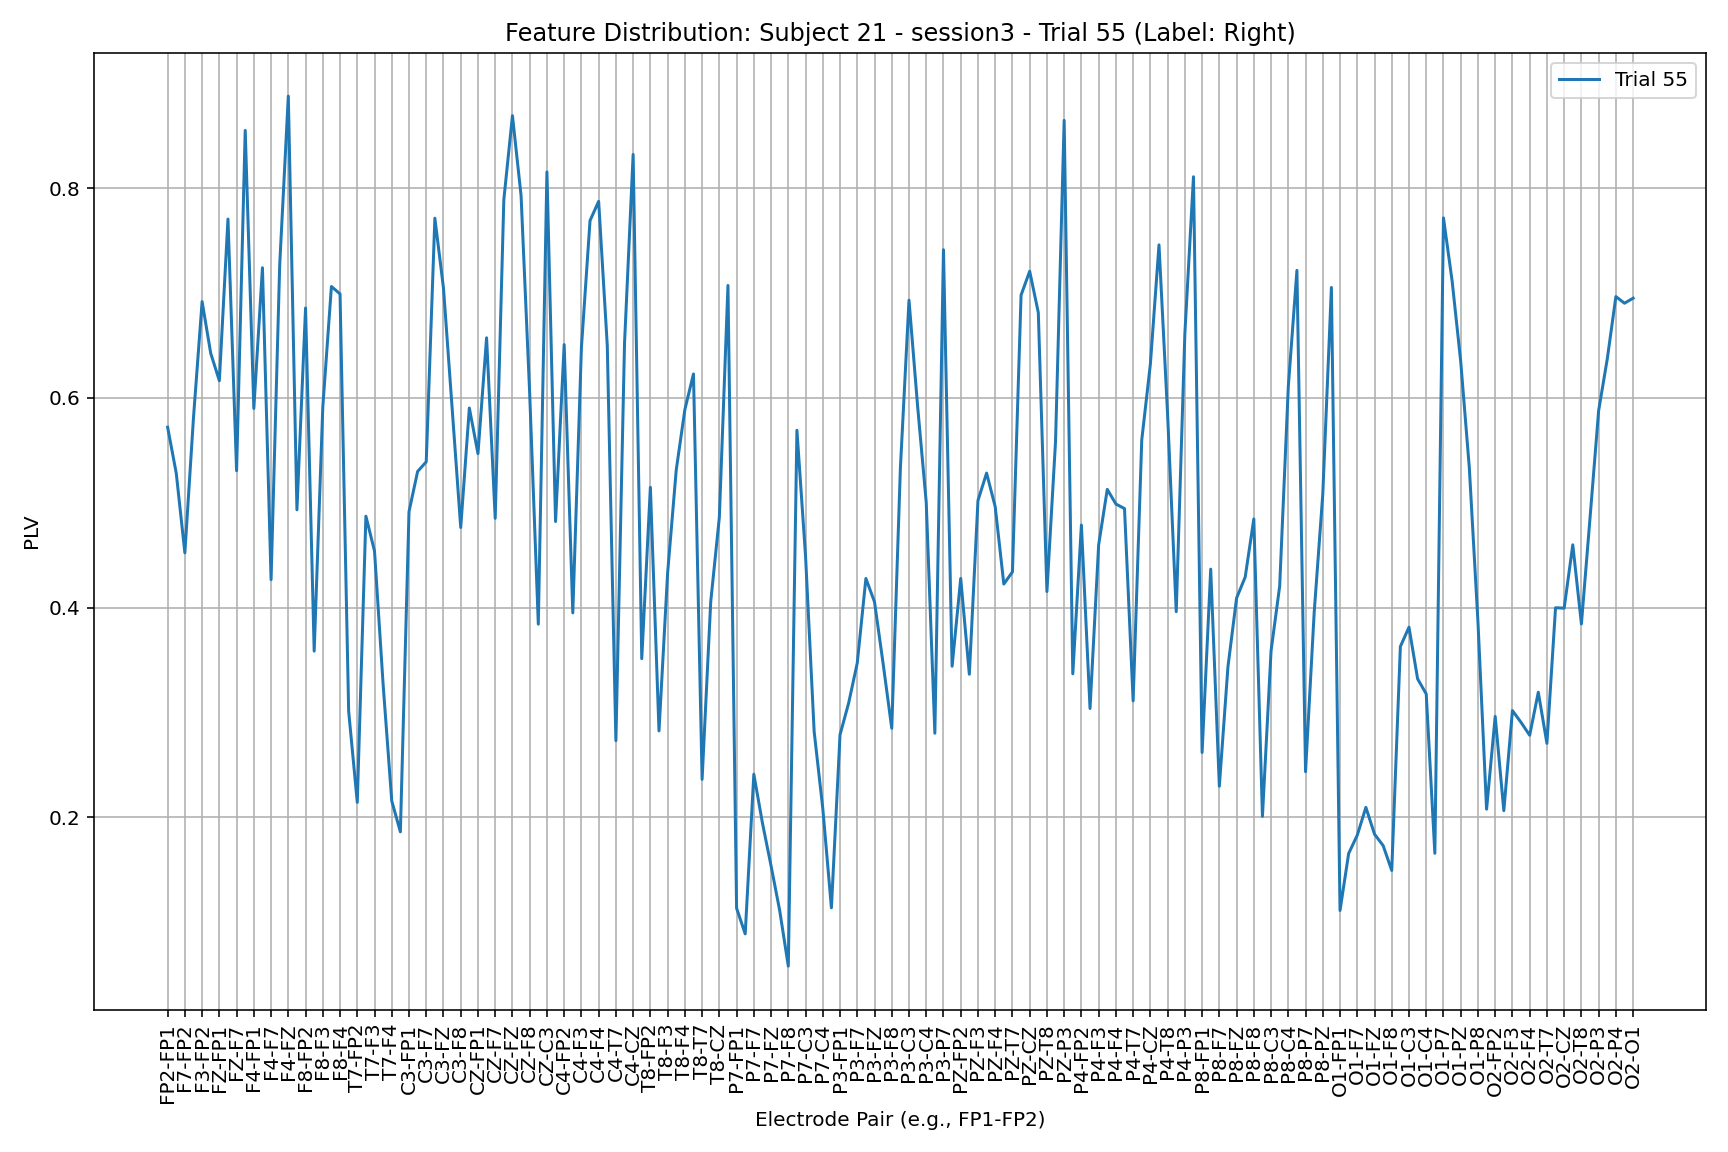 Feature Distribution: Subject 21 - session3 - Trial 55 (Label: Right)
Trial 55
PLV
0.8
0.6
0.4
0.2
FP2-FP1
F7-FP2
F3-FP2
FZ-FP1
FZ-F7
F4-FP1
F4-F7
F4-FZ
F8-FP2
F8-F3
F8-F4
T7-FP2
T7-F3
T7-F4
C3-FP1
C3-F7
C3-FZ
C3-F8
CZ-FP1
CZ-F7
CZ-FZ
CZ-F8
CZ-C3
C4-FP2
C4-F3
C4-F4
C4-T7
C4-CZ
T8-FP2
T8-F3
T8-F4
T8-T7
T8-CZ
P7-FP1
P7-F7
P7-FZ
P7-F8
P7-C3
P7-C4
P3-FP1
P3-F7
P3-FZ
P3-F8
P3-C3
P3-C4
P3-P7
PZ-FP2
PZ-F3
PZ-F4
PZ-T7
PZ-CZ
PZ-T8
PZ-P3
P4-FP2
P4-F3
P4-F4
P4-T7
P4-CZ
P4-T8
P4-P3
P8-FP1
P8-F7
P8-FZ
P8-F8
P8-C3
P8-C4
P8-P7
P8-PZ
O1-FP1
O1-F7
O1-FZ
O1-F8
O1-C3
O1-C4
O1-P7
O1-PZ
O1-P8
O2-FP2
O2-F3
O2-F4
O2-T7
O2-CZ
O2-T8
O2-P3
O2-P4
O2-O1
Electrode Pair (e.g., FP1-FP2)